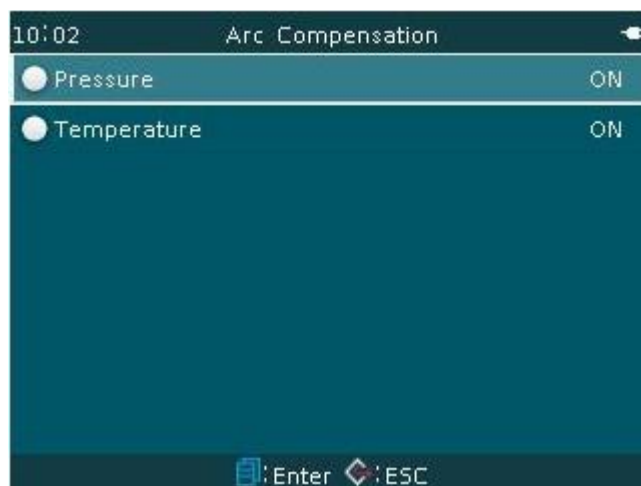 10:02 Arc Compensation
Pressure ON
Temperature ON
:Enter :ESC